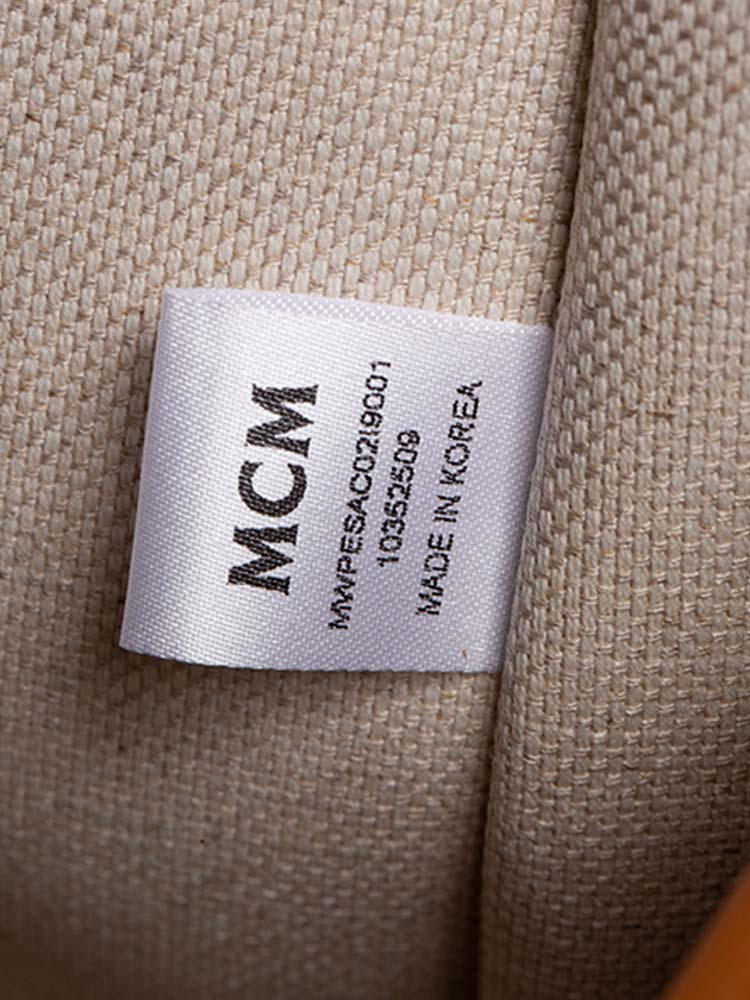 MCM
MWPESAC02I9001
10352509
MADE IN KOREA